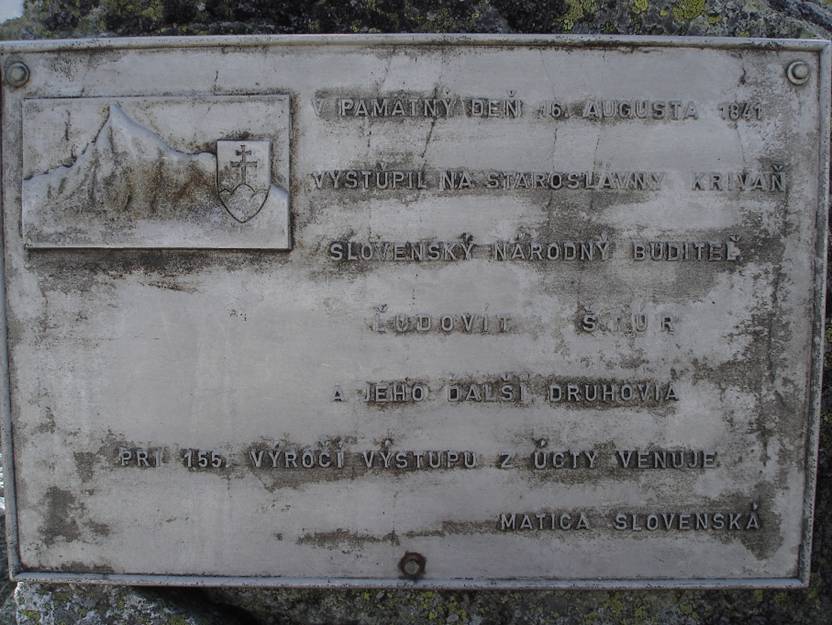 V PAMÄTNÝ DEŇ 16. AUGUSTA 1841
VYSTÚPIL NA STAROSLÁVNY KRIVÁŇ
SLOVENSKÝ NÁRODNÝ BUDITEĽ
ĽUDOVÍT ŠTÚR
A JEHO ĎALŠÍ DRUHOVIA
PRI 155. VÝROČÍ VÝSTUPU Z ÚCTY VENUJE
MATICA SLOVENSKÁ